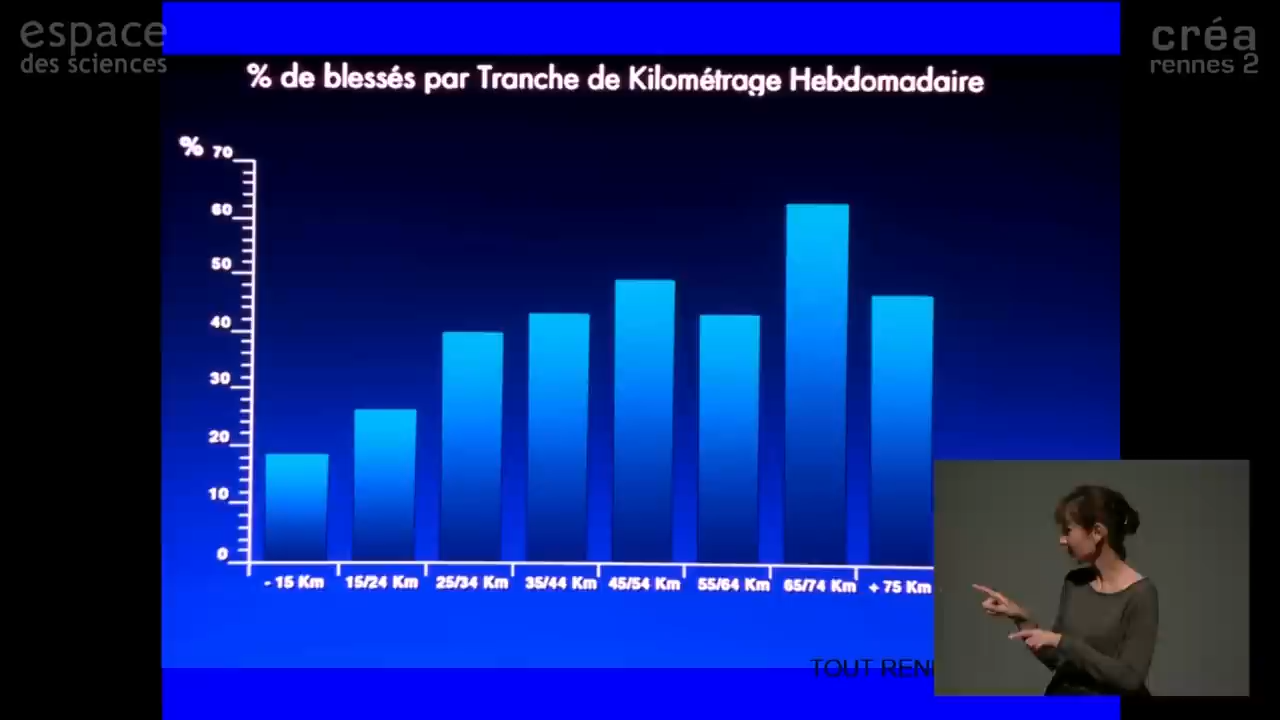 espace
des sciences
créa
rennes 2
% de blessés par Tranche de Kilométrage Hebdomadaire
%
70
60
50
40
30
20
10
0
- 15 Km 15/24 Km 25/34 Km 35/44 Km 45/54 Km 55/64 Km 65/74 Km + 75 Km
TOUT